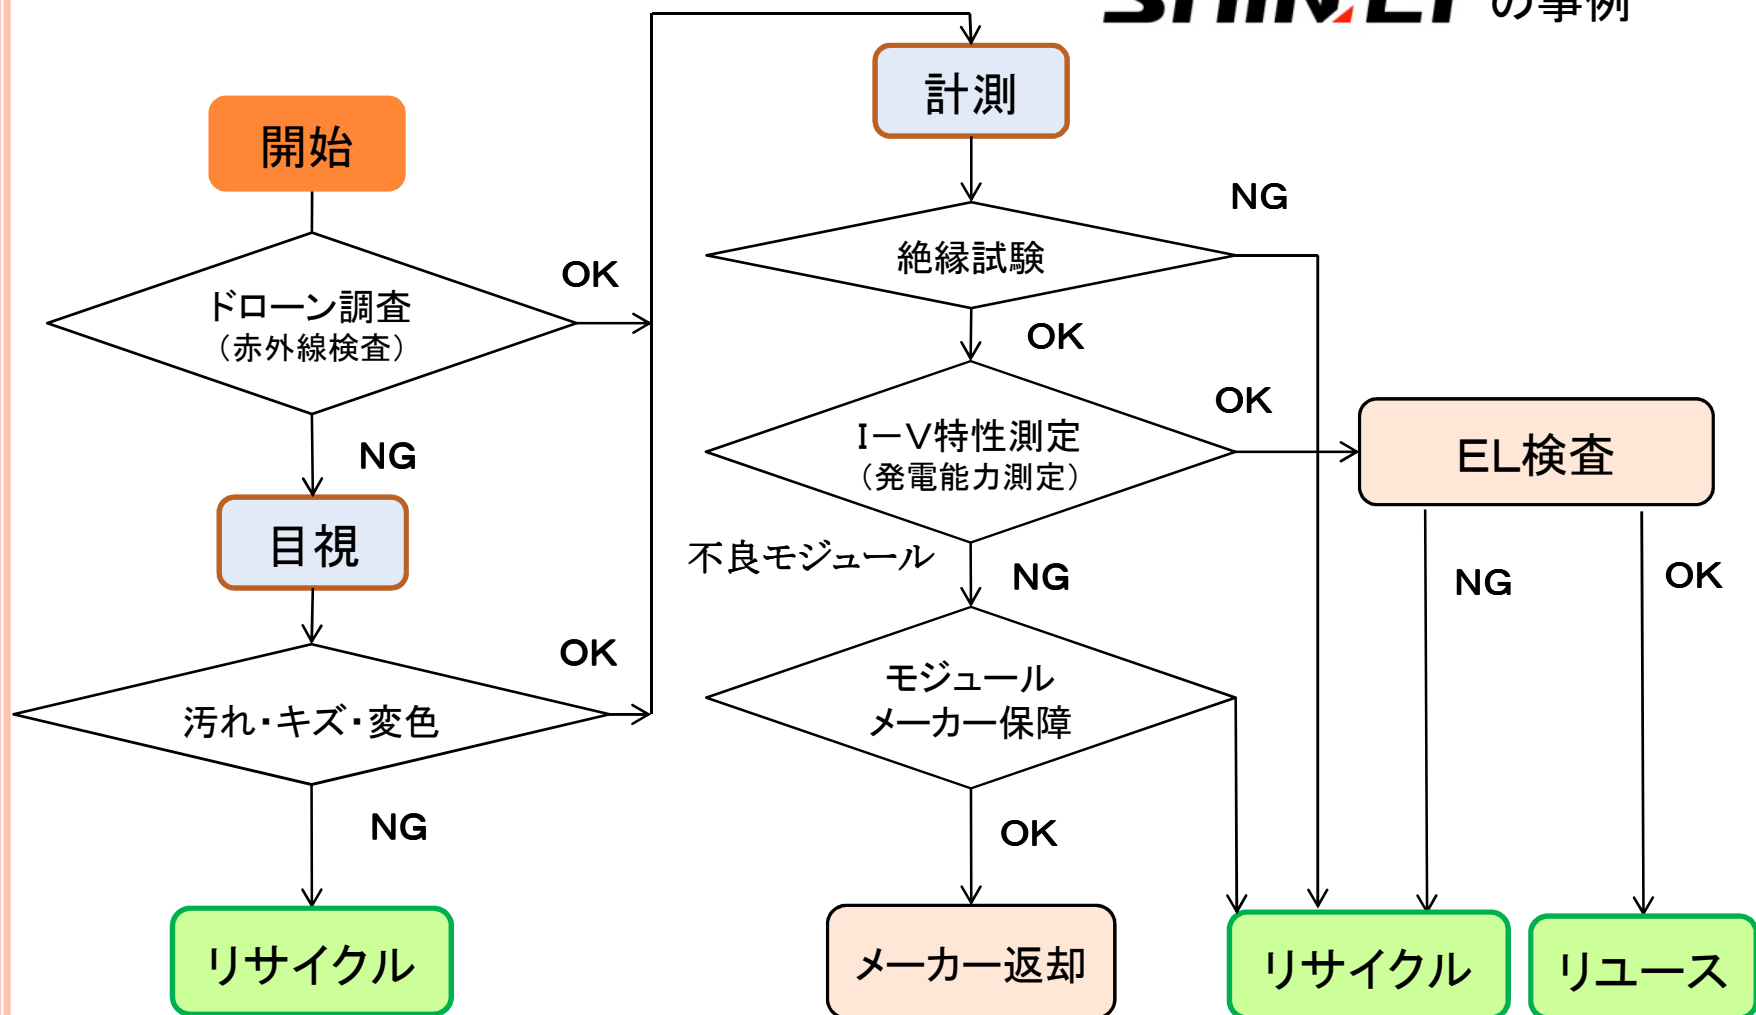 SHIN.EI の事例
開始
ドローン調査
（赤外線検査）
OK
NG
目視
汚れ・キズ・変色
OK
NG
リサイクル
計測
絶縁試験
NG
OK
I－V特性測定
（発電能力測定）
OK
不良モジュール
NG
モジュール
メーカー保障
OK
メーカー返却
EL検査
NG
OK
リサイクル
リユース